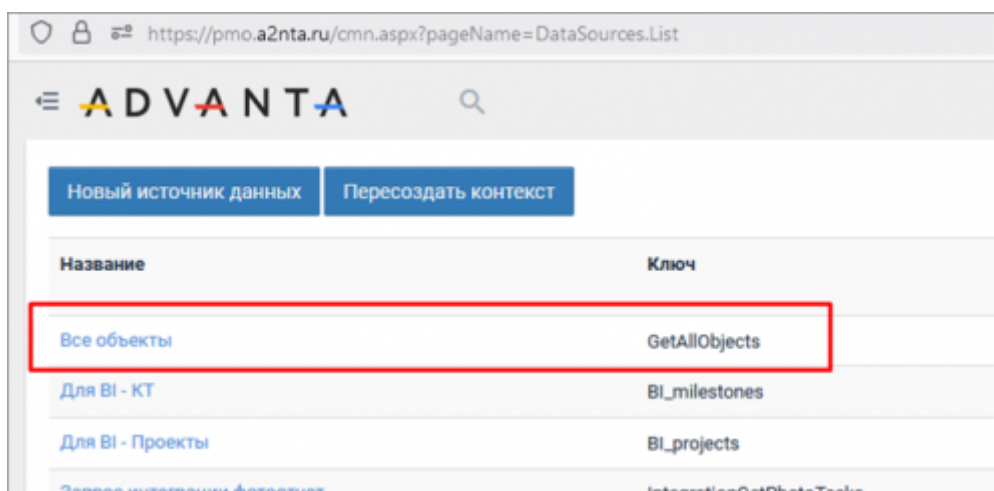 https://pmo.a2nta.ru/cmn.aspx?pageName=DataSources.List
ADVANTA
Новый источник данных Пересоздать контекст
Название Ключ
Все объекты GetAllObjects
Для BI - КТ BI_milestones
Для BI - Проекты BI_projects